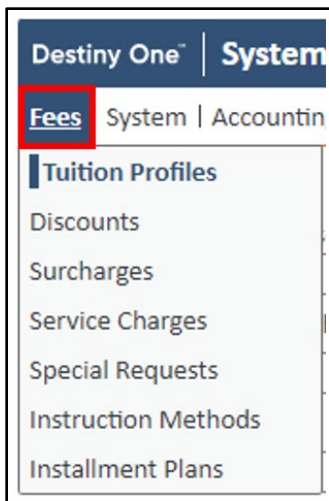 Destiny One™ | System
Fees System | Accountin
Tuition Profiles
Discounts
Surcharges
Service Charges
Special Requests
Instruction Methods
Installment Plans